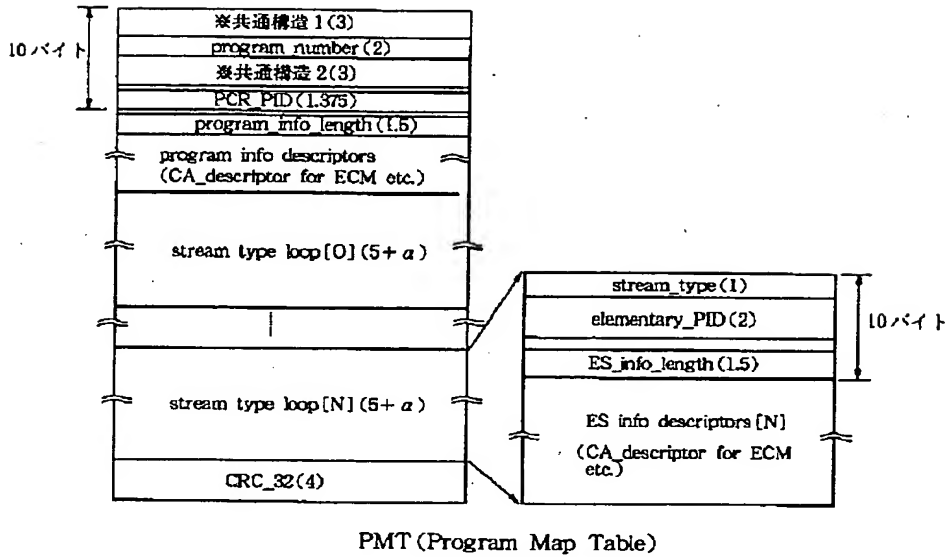 ※共通構造1(3)
10バイト
program_number(2)
※共通構造2(3)
PCR_PID(1.375)
program_info_length(1.5)
program info descriptors
(CA_descriptor for ECM etc.)
stream type loop[0](5+α)
stream type loop[N](5+α)
CRC_32(4)
stream_type(1)
elementary_PID(2)
10バイト
ES_info_length(1.5)
ES info descriptors[N]
(CA_descriptor for ECM
etc.)
PMT(Program Map Table)